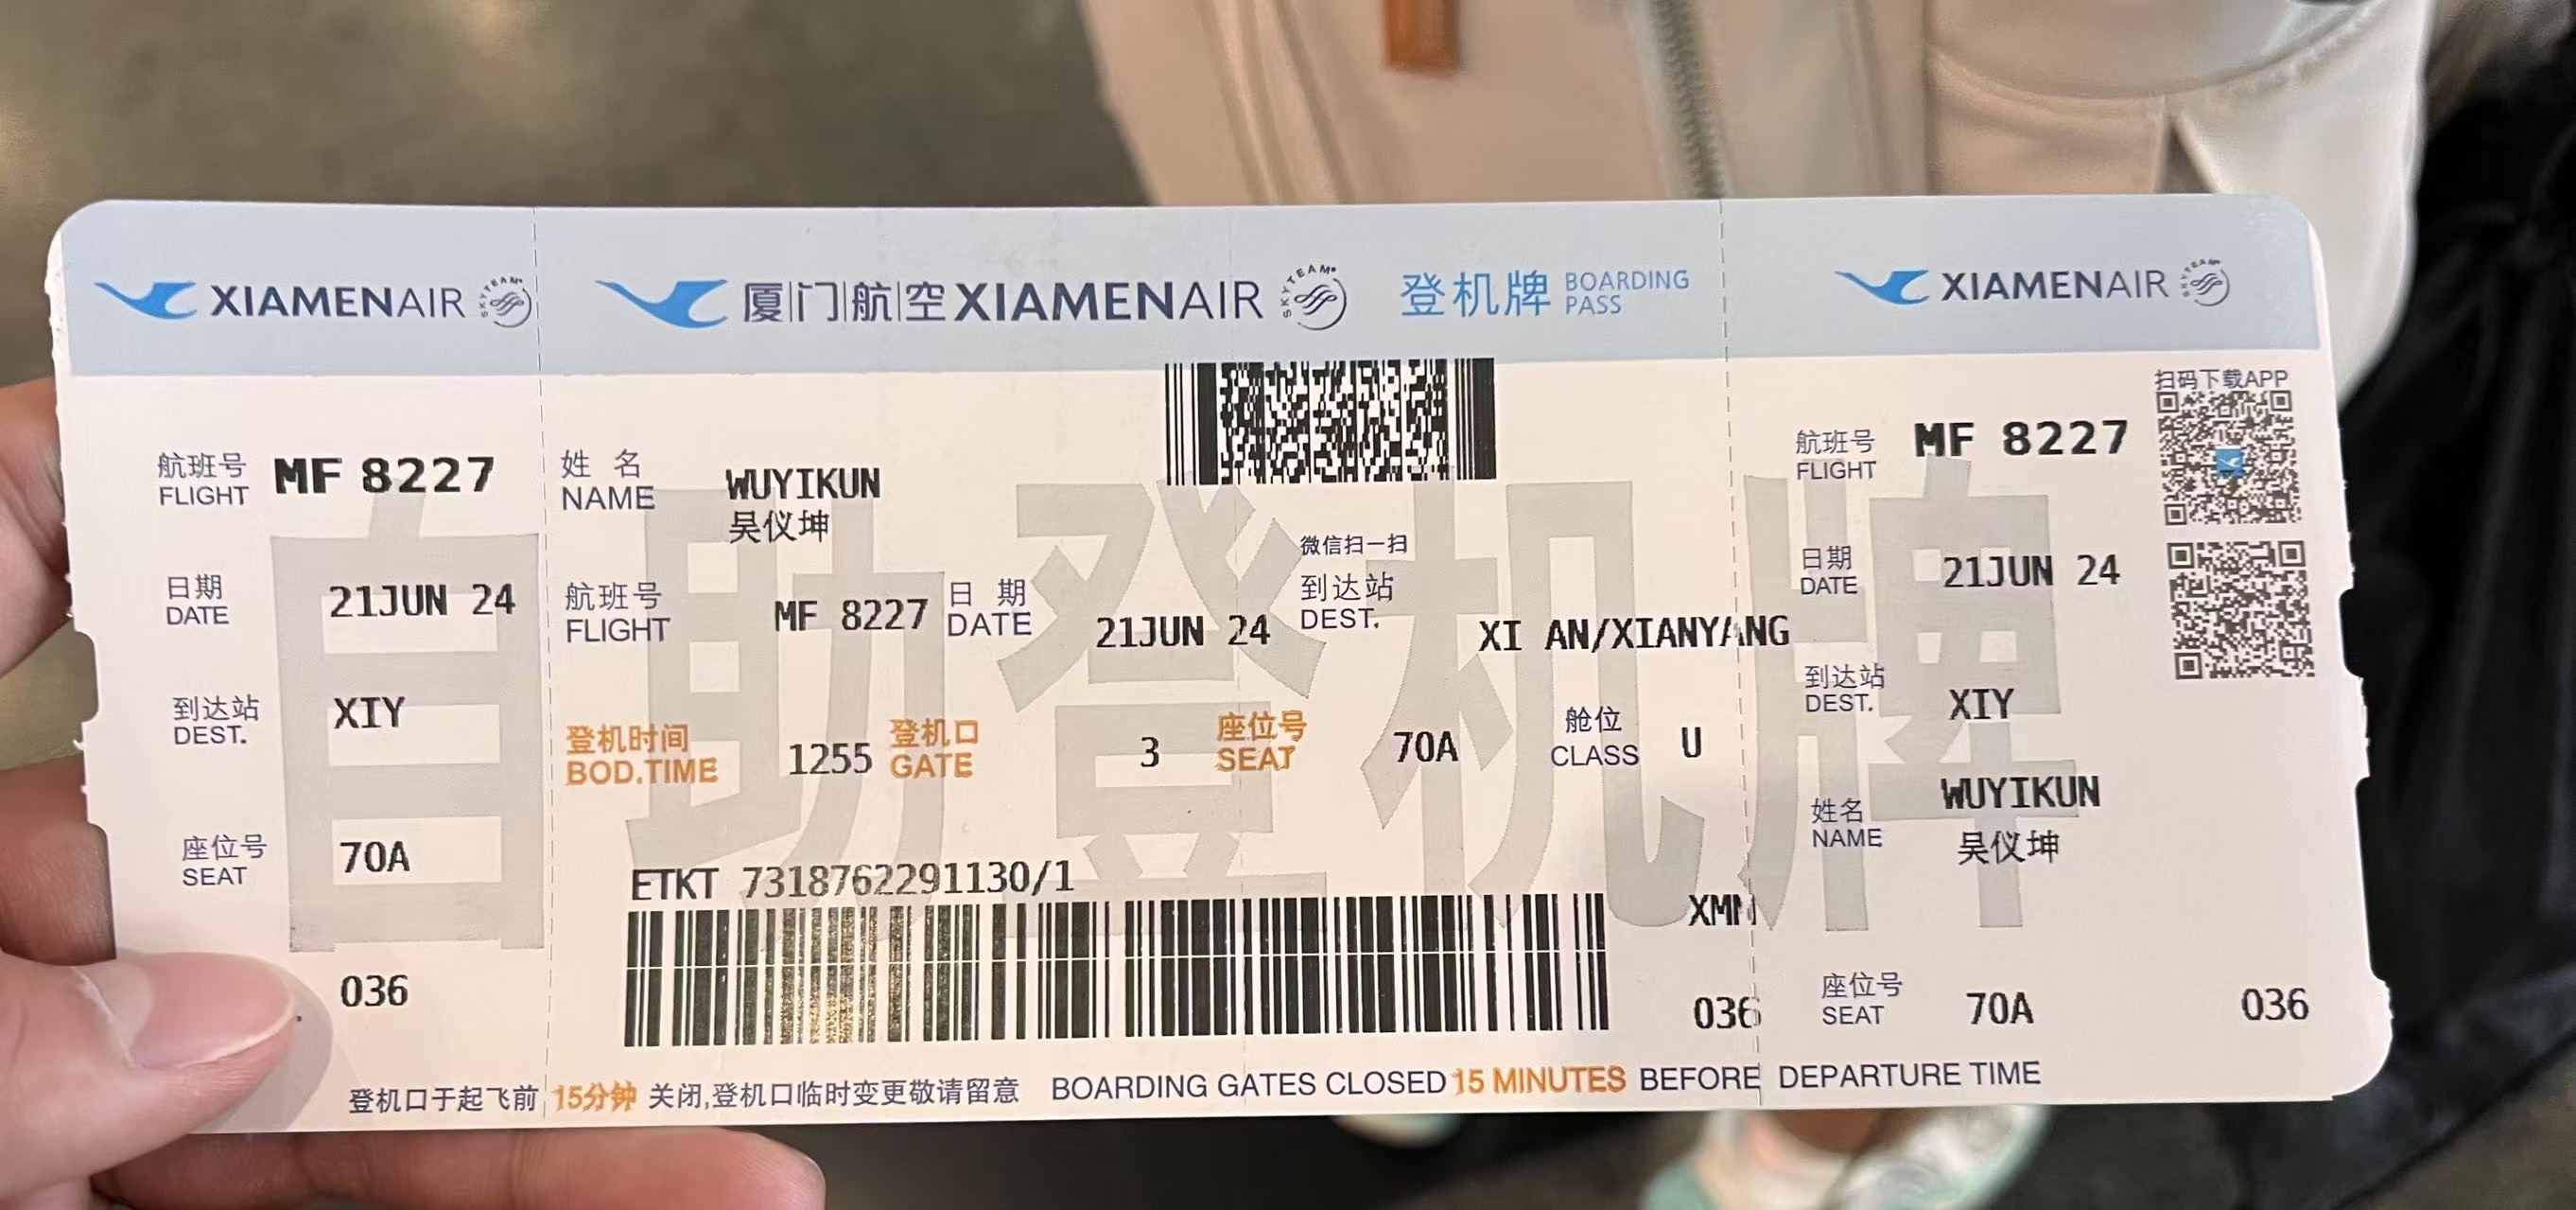 XIAMENAIR SKYTEAM
航班号 FLIGHT MF 8227
日期 DATE 21JUN 24
到达站 DEST. XIY
座位号 SEAT 70A
036
厦门航空 XIAMENAIR SKYTEAM 登机牌 BOARDING PASS
姓名 NAME WUYIKUN
吴仪坤
微信扫一扫
航班号 FLIGHT MF 8227 日期 DATE 21JUN 24 到达站 DEST. XI AN/XIANYANG
登机时间 BOD.TIME 1255 登机口 GATE 3 座位号 SEAT 70A 舱位 CLASS U
自助登机牌
ETKT 7318762291130/1
XMN
036
登机口于起飞前 15分钟 关闭,登机口临时变更敬请留意 BOARDING GATES CLOSED 15 MINUTES BEFORE DEPARTURE TIME
XIAMENAIR SKYTEAM
扫码下载APP
航班号 FLIGHT MF 8227
日期 DATE 21JUN 24
到达站 DEST. XIY
姓名 NAME WUYIKUN
吴仪坤
座位号 SEAT 70A 036